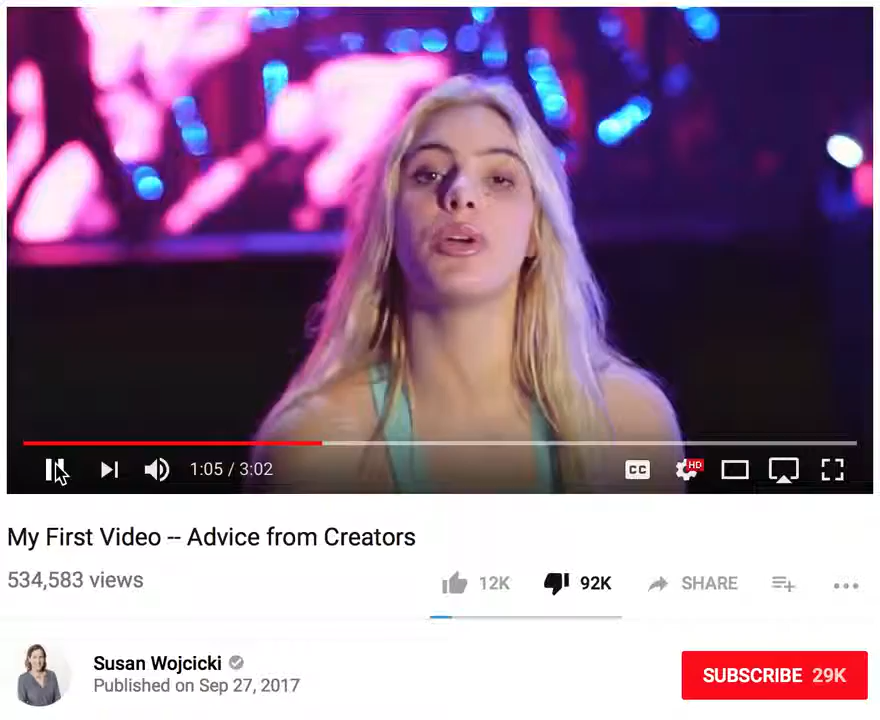 1:05 / 3:02
CC
HD
My First Video -- Advice from Creators
534,583 views
12K
92K
SHARE
Susan Wojcicki
Published on Sep 27, 2017
SUBSCRIBE 29K